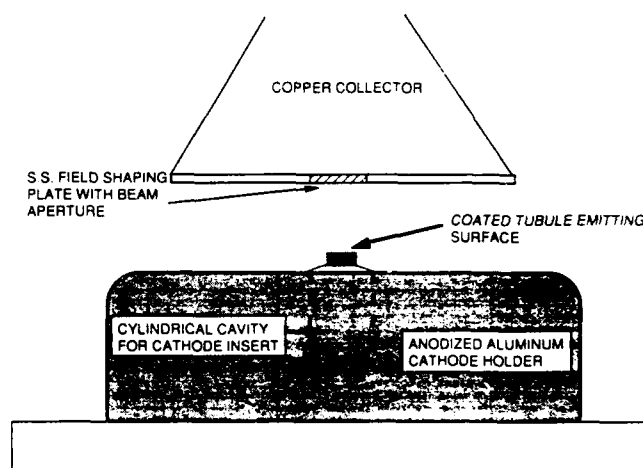 COPPER COLLECTOR
S.S. FIELD SHAPING
PLATE WITH BEAM
APERTURE
COATED TUBULE EMITTING
SURFACE
CYLINDRICAL CAVITY
FOR CATHODE INSERT
ANODIZED ALUMINUM
CATHODE HOLDER